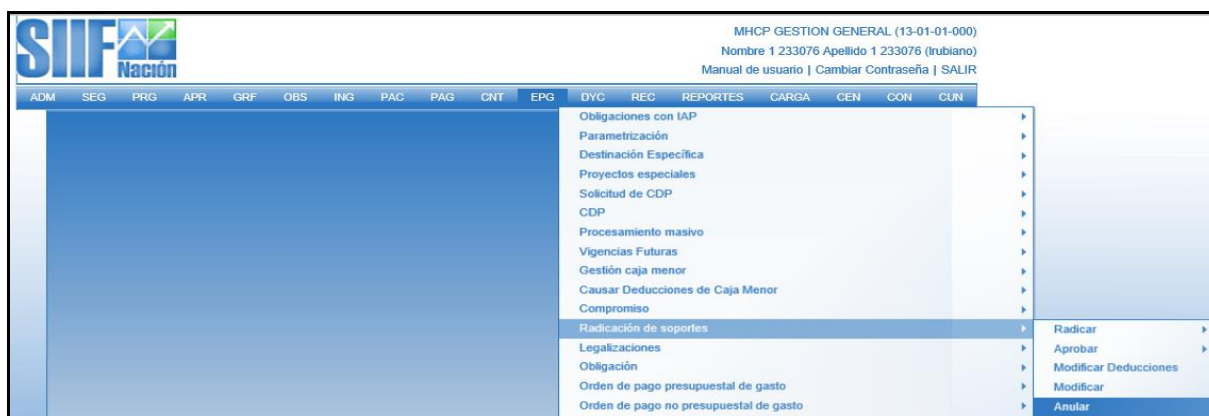 SIIF Nación
MHCP GESTION GENERAL (13-01-01-000)
Nombre 1 233076 Apellido 1 233076 (lrubiano)
Manual de usuario | Cambiar Contraseña | SALIR
ADM SEG PRG APR GRF OBS ING PAC PAG CNT EPG DYC REC REPORTES CARGA CEN CON CUN
Obligaciones con IAP
Parametrización
Destinación Específica
Proyectos especiales
Solicitud de CDP
CDP
Procesamiento masivo
Vigencias Futuras
Gestión caja menor
Causar Deducciones de Caja Menor
Compromiso
Radicación de soportes
Legalizaciones
Obligación
Orden de pago presupuestal de gasto
Orden de pago no presupuestal de gasto
Radicar
Aprobar
Modificar Deducciones
Modificar
Anular